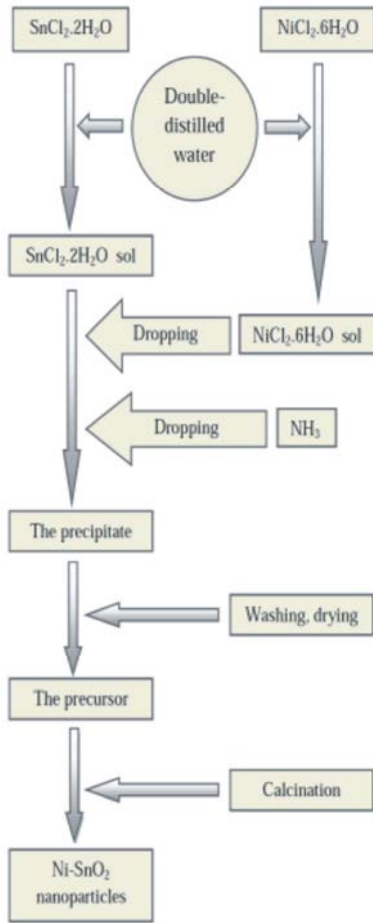 SnCl₂.2H₂O
NiCl₂.6H₂O
Double-
distilled
water
SnCl₂.2H₂O sol
Dropping
NiCl₂.6H₂O sol
Dropping
NH₃
The precipitate
Washing, drying
The precursor
Calcination
Ni-SnO₂
nanoparticles